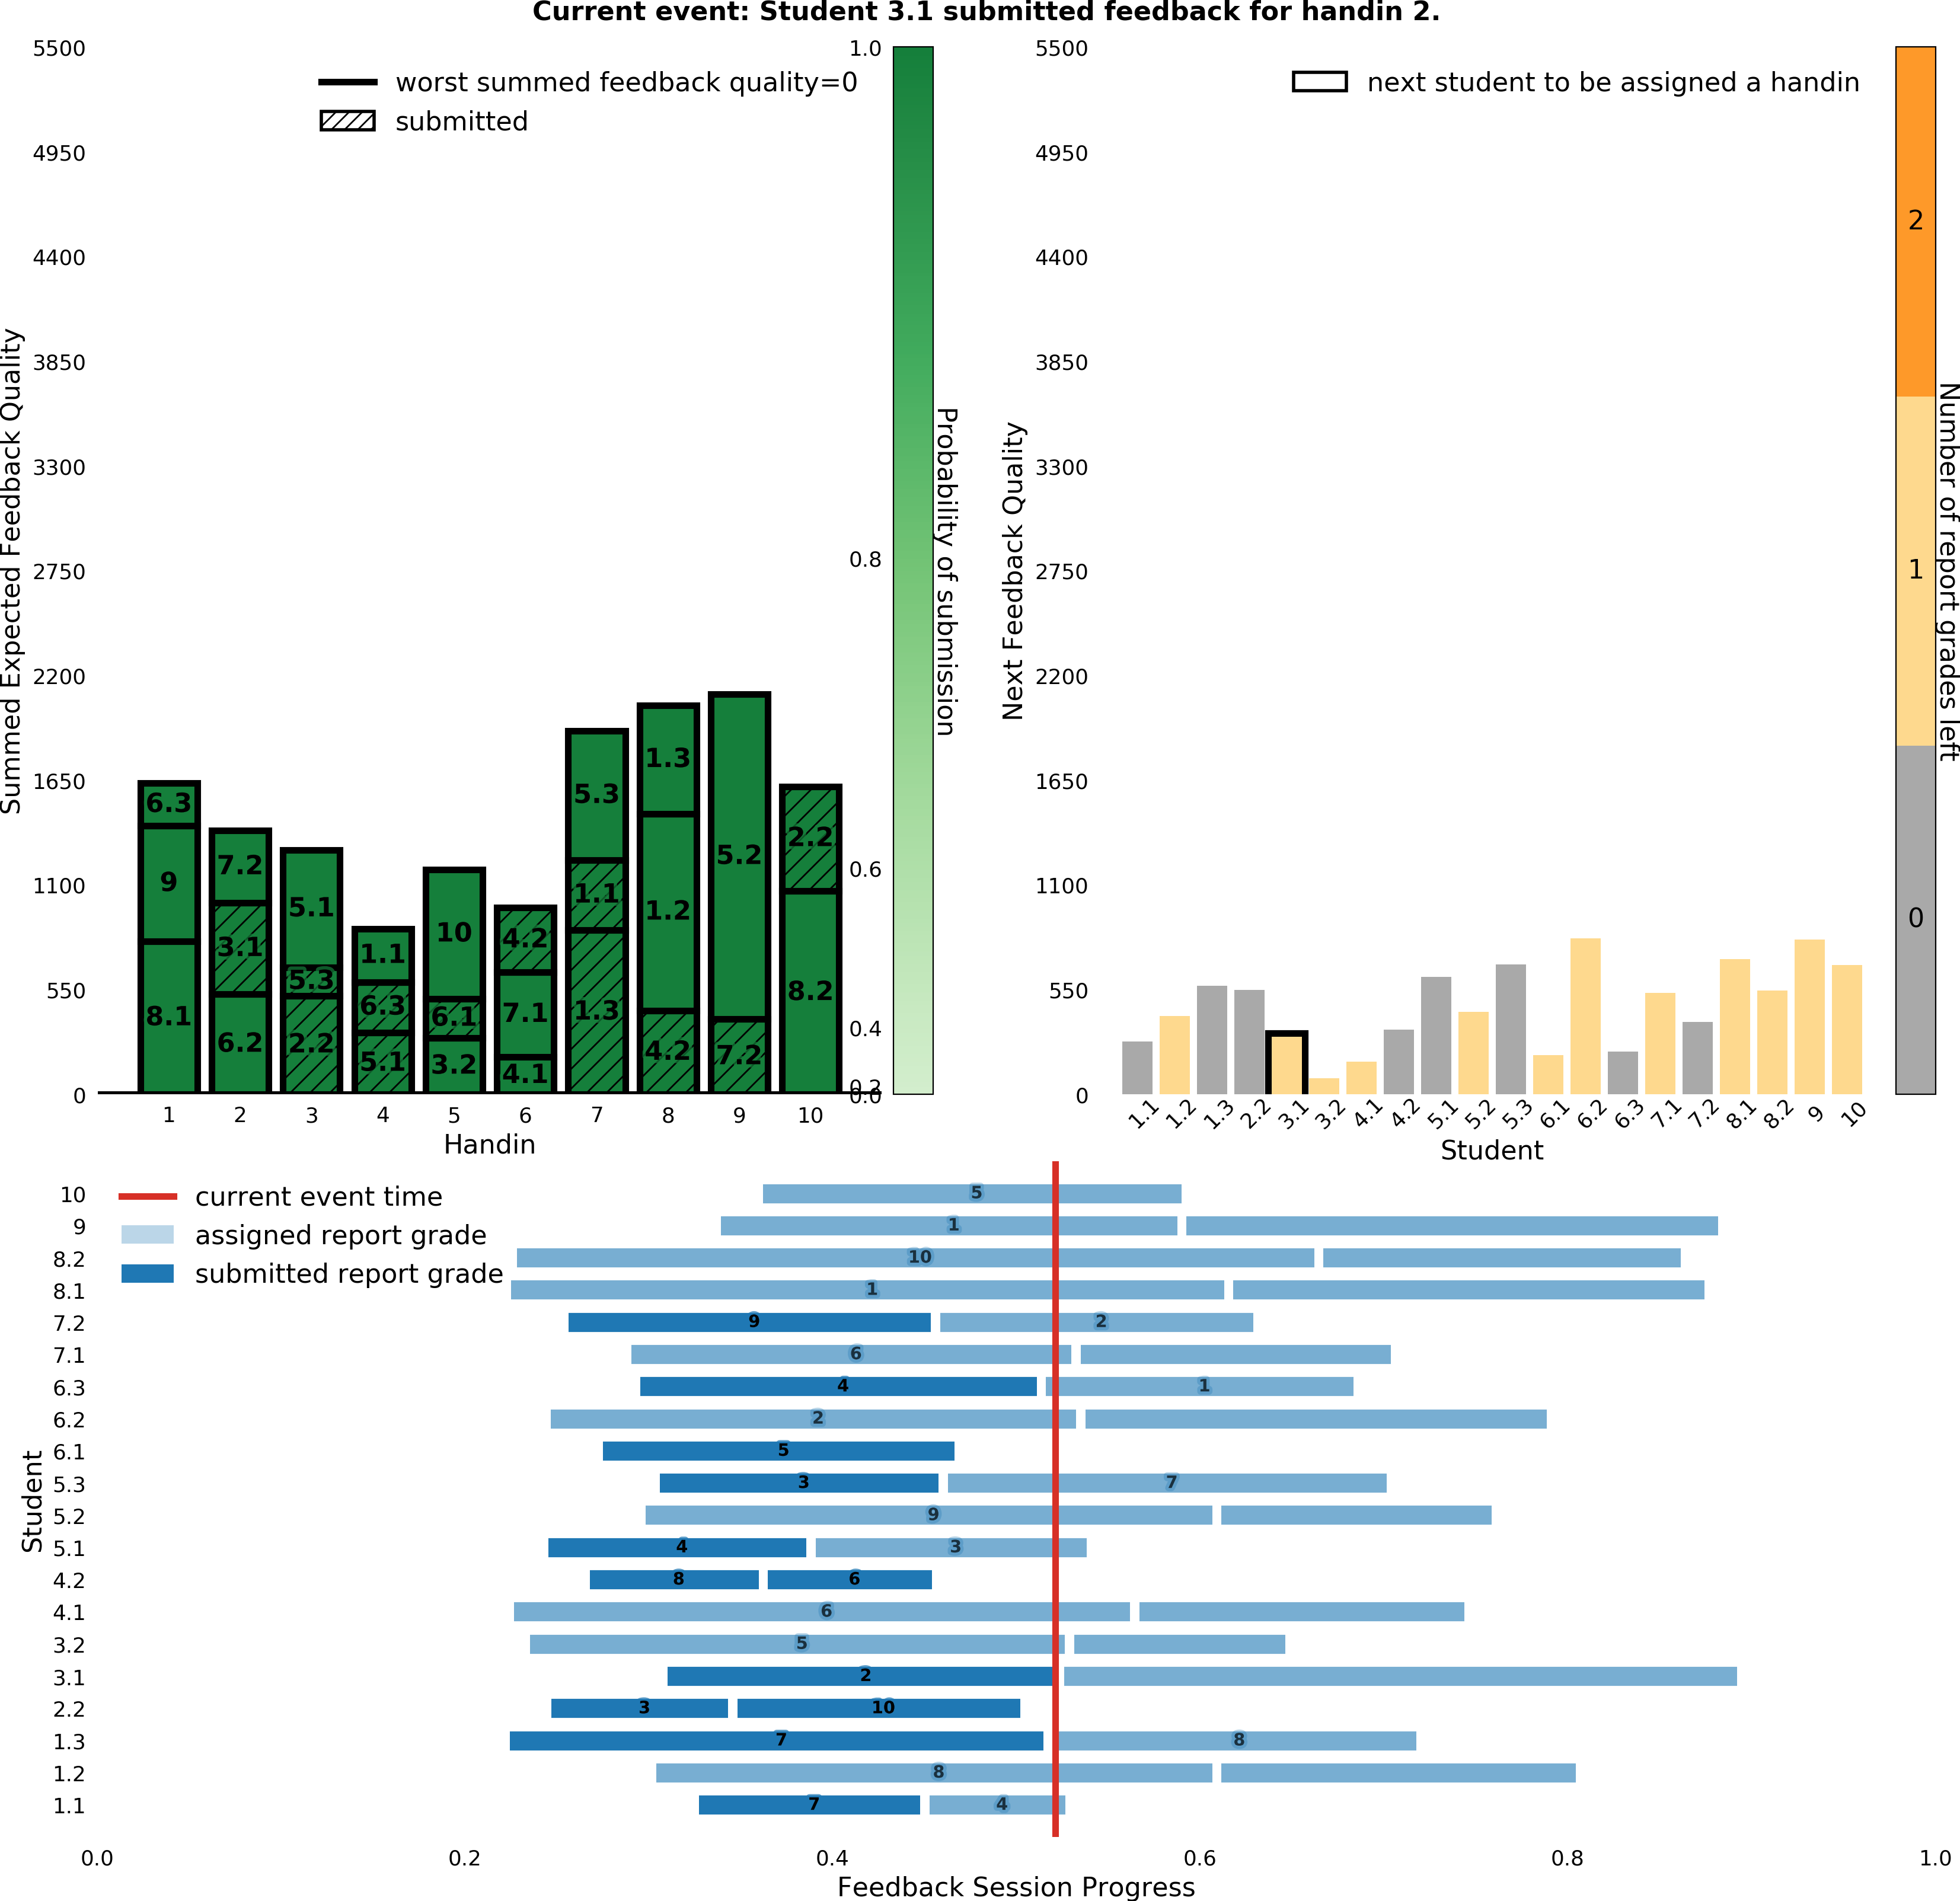 Current event: Student 3.1 submitted feedback for handin 2.
Summed Expected Feedback Quality
5500
4950
4400
3850
3300
2750
2200
1650
1100
550
0
worst summed feedback quality=0
submitted
6.3
9
8.1
7.2
3.1
6.2
5.1
5.3
2.2
1.1
6.3
5.1
10
6.1
3.2
4.2
7.1
4.1
5.3
1.1
1.3
1.3
1.2
4.2
5.2
7.2
2.2
8.2
1 2 3 4 5 6 7 8 9 10
Handin
1.0
0.8
0.6
0.4
0.2
0.0
Probability of submission
Next Feedback Quality
5500
4950
4400
3850
3300
2750
2200
1650
1100
550
0
next student to be assigned a handin
1.1 1.2 1.3 2.2 3.1 3.2 4.1 4.2 5.1 5.2 5.3 6.1 6.2 6.3 7.1 7.2 8.1 8.2 9 10
Student
2
1
0
Number of report grades left
current event time
assigned report grade
submitted report grade
Student
10 5
9 1
8.2 10
8.1 1
7.2 9 2
7.1 6
6.3 4 1
6.2 2
6.1 5
5.3 3 7
5.2 9
5.1 4 3
4.2 8 6
4.1 6
3.2 5
3.1 2
2.2 3 10
1.3 7 8
1.2 8
1.1 7 4
0.0 0.2 0.4 0.6 0.8 1.0
Feedback Session Progress